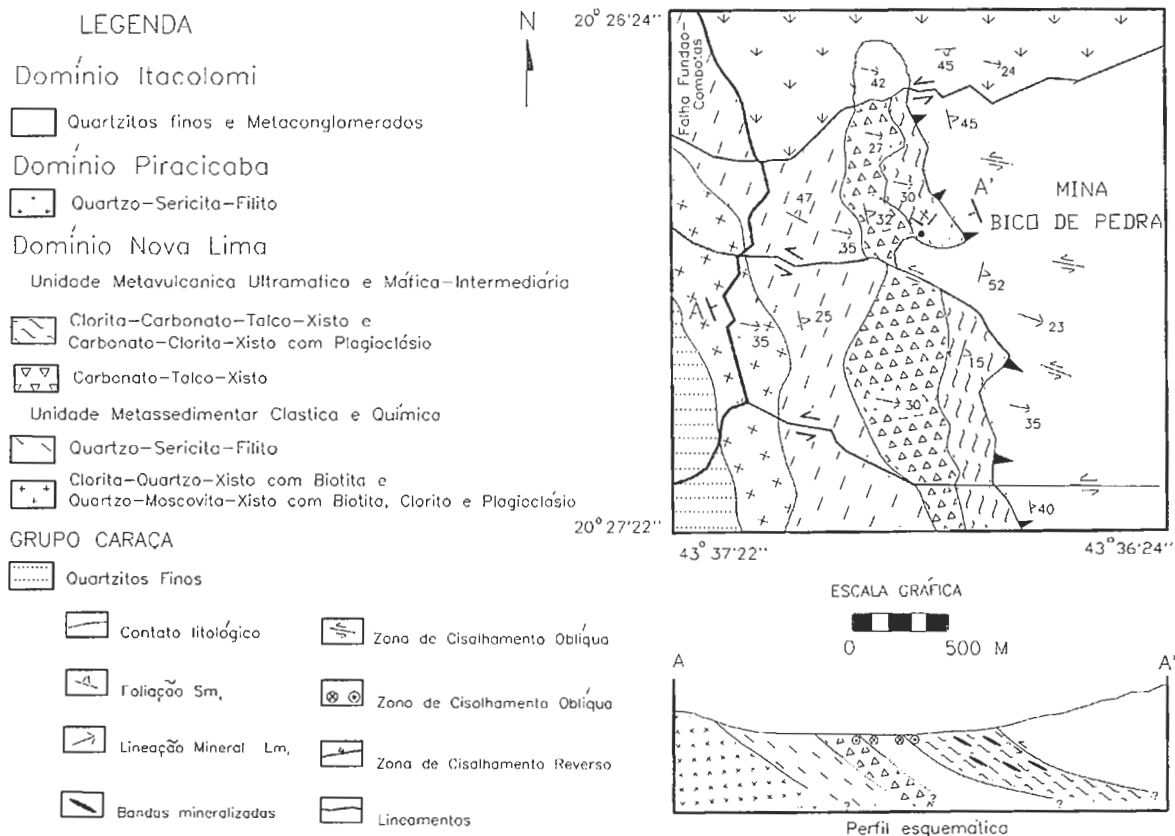 LEGENDA
Domínio Itacolomi
Quartzitos finos e Metaconglomerados
Domínio Piracicaba
Quartzo-Sericita-Filito
Domínio Nova Lima
Unidade Metavulcanica Ultramafica e Máfica-Intermediária
Clorita-Carbonato-Talco-Xisto e
Carbonato-Clorita-Xisto com Plagioclásio
Carbonato-Talco-Xisto
Unidade Metassedimentar Clastica e Química
Quartzo-Sericita-Filito
Clorita-Quartzo-Xisto com Biotita e
Quartzo-Moscovita-Xisto com Biotita, Clorita e Plagioclásio
GRUPO CARAÇA
Quartzitos Finos
Contato litológico
Foliação Sm,
Lineação Mineral Lm,
Bandas mineralizadas
Zona de Cisalhamento Oblíqua
Zona de Cisalhamento Oblíqua
Zona de Cisalhamento Reverso
Lineamentos
N
20° 26'24''
Falha Fundao-
Cambotas
45
24
42
45
27
A'
MINA
30
BICO DE PEDRA
47
32
35
52
A
25
23
35
15
30
35
40
20° 27'22''
43° 37'22''
43° 36'24''
ESCALA GRÁFICA
0 500 M
A A'
? ? ? ?
Perfil esquemática